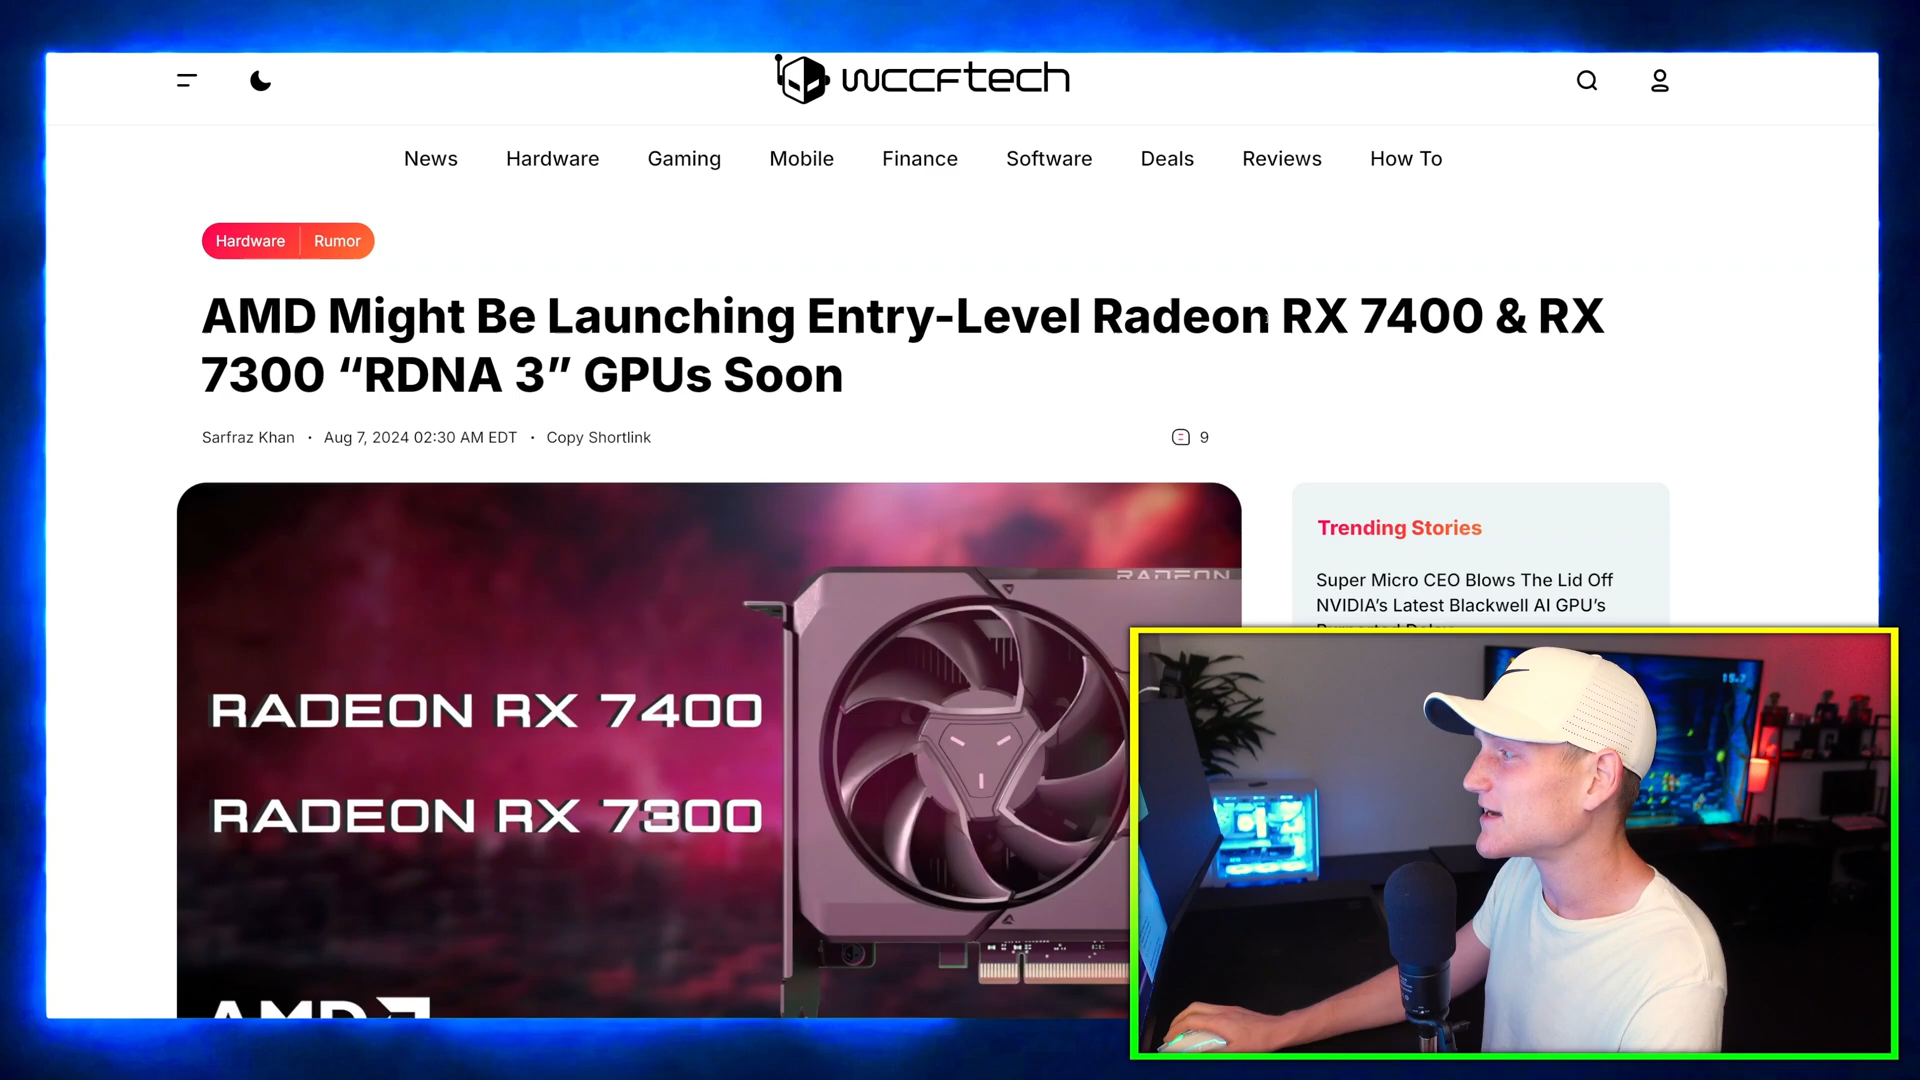 wccftech
News Hardware Gaming Mobile Finance Software Deals Reviews How To
Hardware Rumor
AMD Might Be Launching Entry-Level Radeon RX 7400 & RX
7300 “RDNA 3” GPUs Soon
Sarfraz Khan • Aug 7, 2024 02:30 AM EDT • Copy Shortlink
9
RADEON
RADEON RX 7400
RADEON RX 7300
AMD
Trending Stories
Super Micro CEO Blows The Lid Off
NVIDIA’s Latest Blackwell AI GPU’s